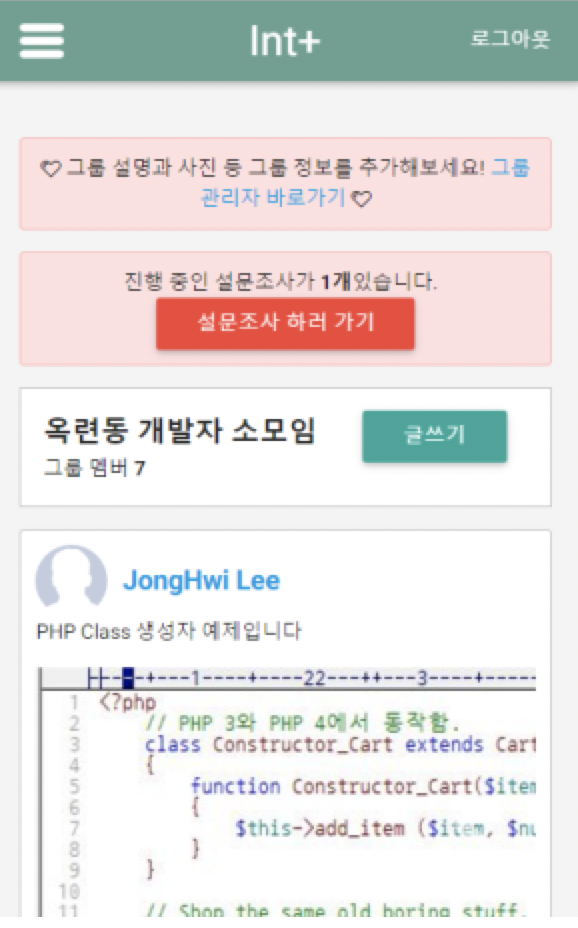 Int+
로그아웃
♡ 그룹 설명과 사진 등 그룹 정보를 추가해보세요! 그룹
관리자 바로가기 ♡
진행 중인 설문조사가 1개있습니다.
설문조사 하러 가기
옥련동 개발자 소모임
글쓰기
그룹 멤버 7
JongHwi Lee
PHP Class 생성자 예제입니다
├┼----+---1----+----22---++---3----+-----
1 <?php
2 // PHP 3와 PHP 4에서 동작함.
3 class Constructor_Cart extends Cart
4 {
5 function Constructor_Cart($item
6 {
7 $this->add_item ($item, $nu
8 }
9 }
10
11 // Shop the same old boring stuff.